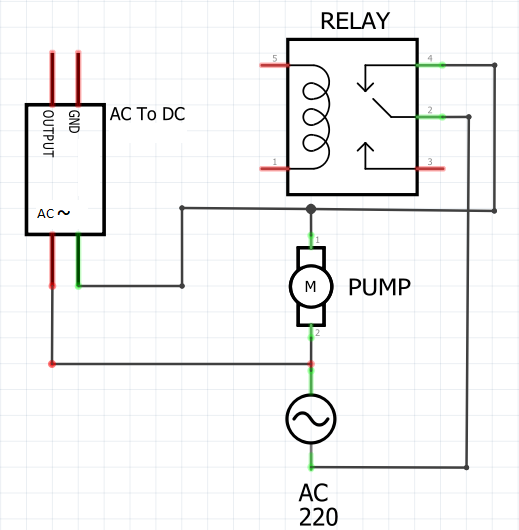 RELAY
5
4
AC To DC
OUTPUT
GND
2
1
3
AC ~
1
M
PUMP
2
AC
220